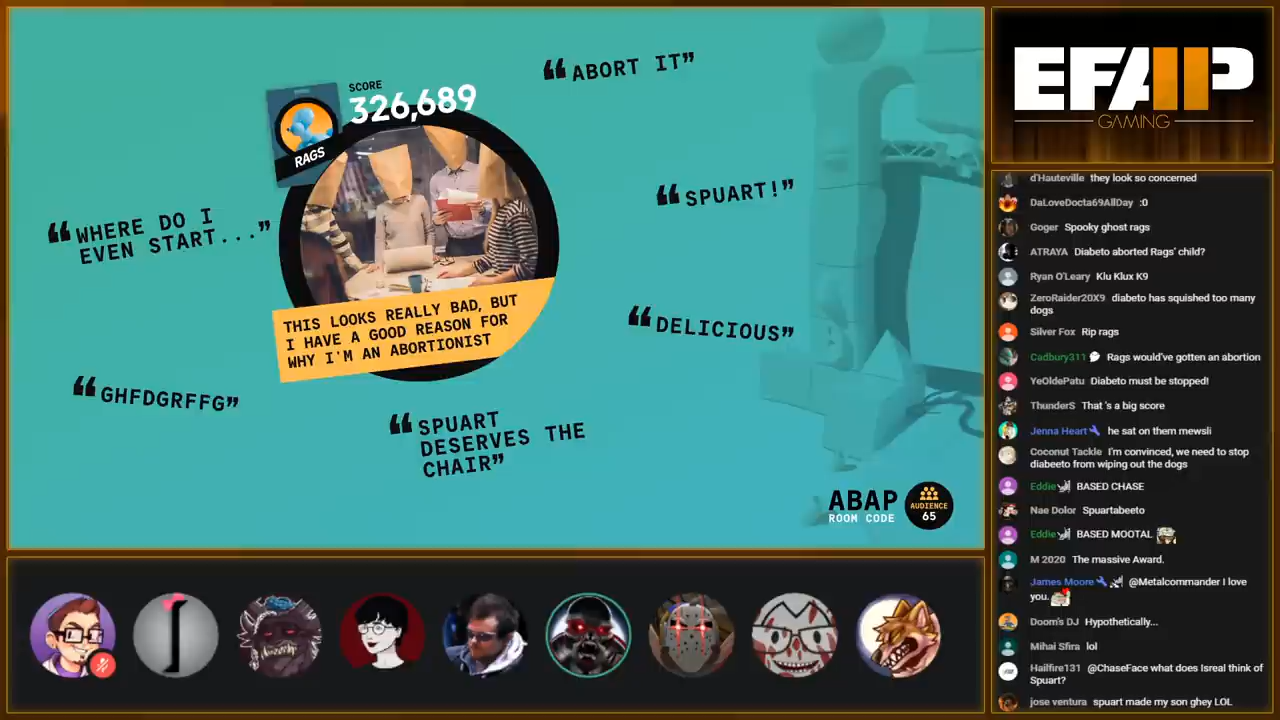 SCORE
326,689
RAGS
❝ABORT IT❞
❝SPUART!❞
❝WHERE DO I
EVEN START...❞
❝DELICIOUS❞
THIS LOOKS REALLY BAD, BUT
I HAVE A GOOD REASON FOR
WHY I'M AN ABORTIONIST
❝GHFDGRFFG❞
❝SPUART
DESERVES THE
CHAIR❞
ABAP
ROOM CODE
AUDIENCE
65
EFAP
GAMING
d'Hauteville they look so concerned
DaLoveDocta69AllDay :0
Goger Spooky ghost rags
ATRAYA Diabeto aborted Rags' child?
Ryan O'Leary Klu Klux K9
ZeroRaider20X9 diabeto has squished too many
dogs
Silver Fox Rip rags
Cadbury311 Rags would've gotten an abortion
YeOldePatu Diabeto must be stopped!
ThunderS That 's a big score
Jenna Heart he sat on them mewsli
Coconut Tackle I'm convinced, we need to stop
diabeeto from wiping out the dogs
Eddie BASED CHASE
Nae Dolor Spuartabeeto
Eddie BASED MOOTAL
M 2020 The massive Award.
James Moore @Metalcommander I love
you.
Doom's DJ Hypothetically...
Mihai Sfira lol
Hailfire131 @ChaseFace what does Isreal think of
Spuart?
jose ventura spuart made my son ghey LOL